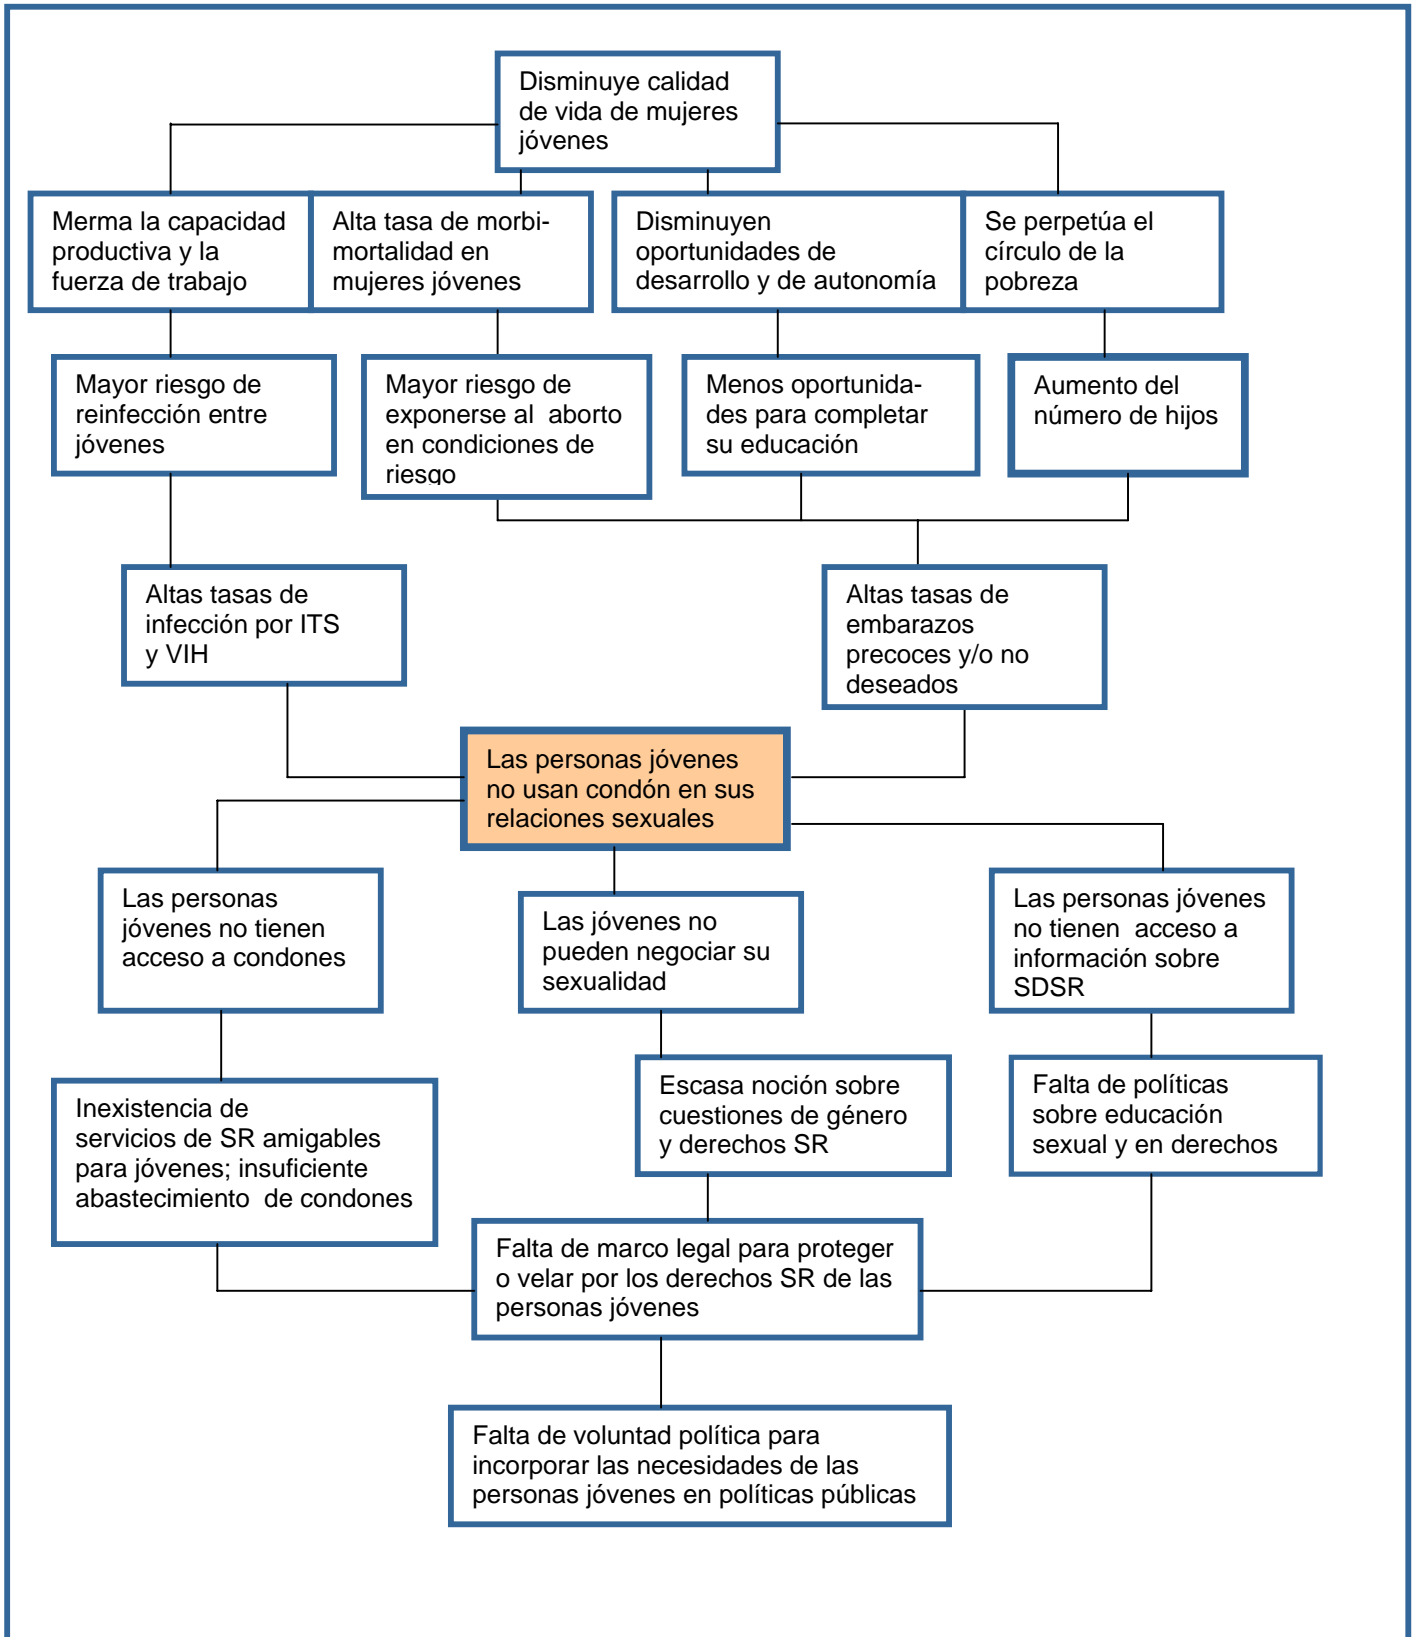 Disminuye calidad
de vida de mujeres
jóvenes
Merma la capacidad
productiva y la
fuerza de trabajo
Alta tasa de morbi-
mortalidad en
mujeres jóvenes
Disminuyen
oportunidades de
desarrollo y de autonomía
Se perpetúa el
círculo de la
pobreza
Mayor riesgo de
reinfección entre
jóvenes
Mayor riesgo de
exponerse al aborto
en condiciones de
riesgo
Menos oportunida-
des para completar
su educación
Aumento del
número de hijos
Altas tasas de
infección por ITS
y VIH
Altas tasas de
embarazos
precoces y/o no
deseados
Las personas jóvenes
no usan condón en sus
relaciones sexuales
Las personas
jóvenes no tienen
acceso a condones
Las jóvenes no
pueden negociar su
sexualidad
Las personas jóvenes
no tienen acceso a
información sobre
SDSR
Inexistencia de
servicios de SR amigables
para jóvenes; insuficiente
abastecimiento de condones
Escasa noción sobre
cuestiones de género
y derechos SR
Falta de políticas
sobre educación
sexual y en derechos
Falta de marco legal para proteger
o velar por los derechos SR de las
personas jóvenes
Falta de voluntad política para
incorporar las necesidades de las
personas jóvenes en políticas públicas